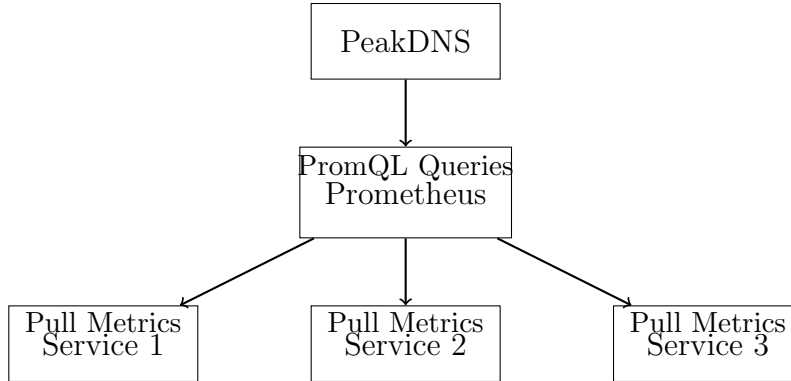 PeakDNS
PromQL Queries
Prometheus
Pull Metrics
Service 1
Pull Metrics
Service 2
Pull Metrics
Service 3